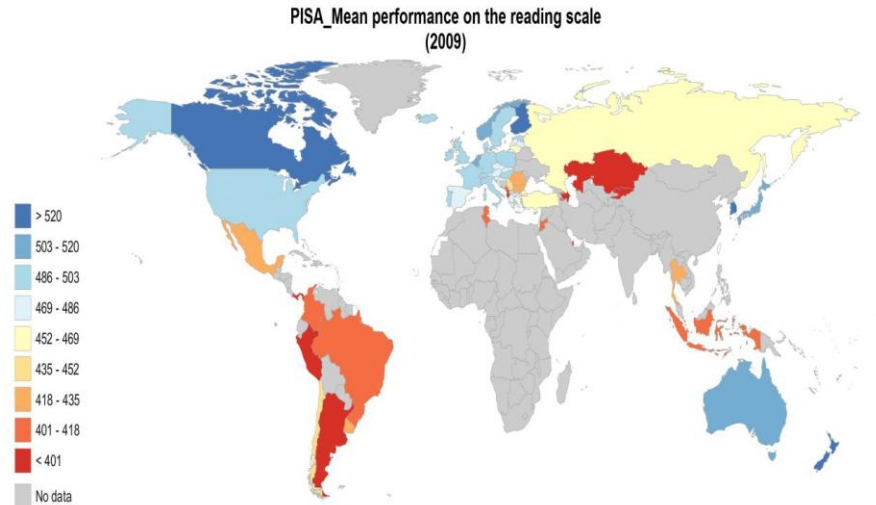 PISA_Mean performance on the reading scale
(2009)
> 520
503 - 520
486 - 503
469 - 486
452 - 469
435 - 452
418 - 435
401 - 418
< 401
No data